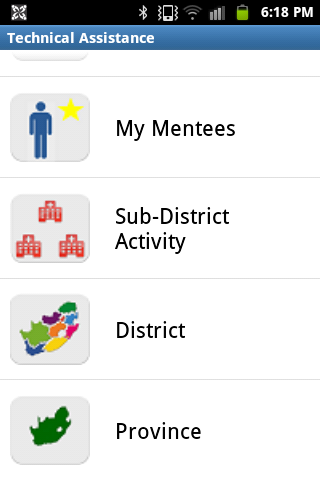 6:18 PM
Technical Assistance
My Mentees
Sub-District
Activity
District
Province